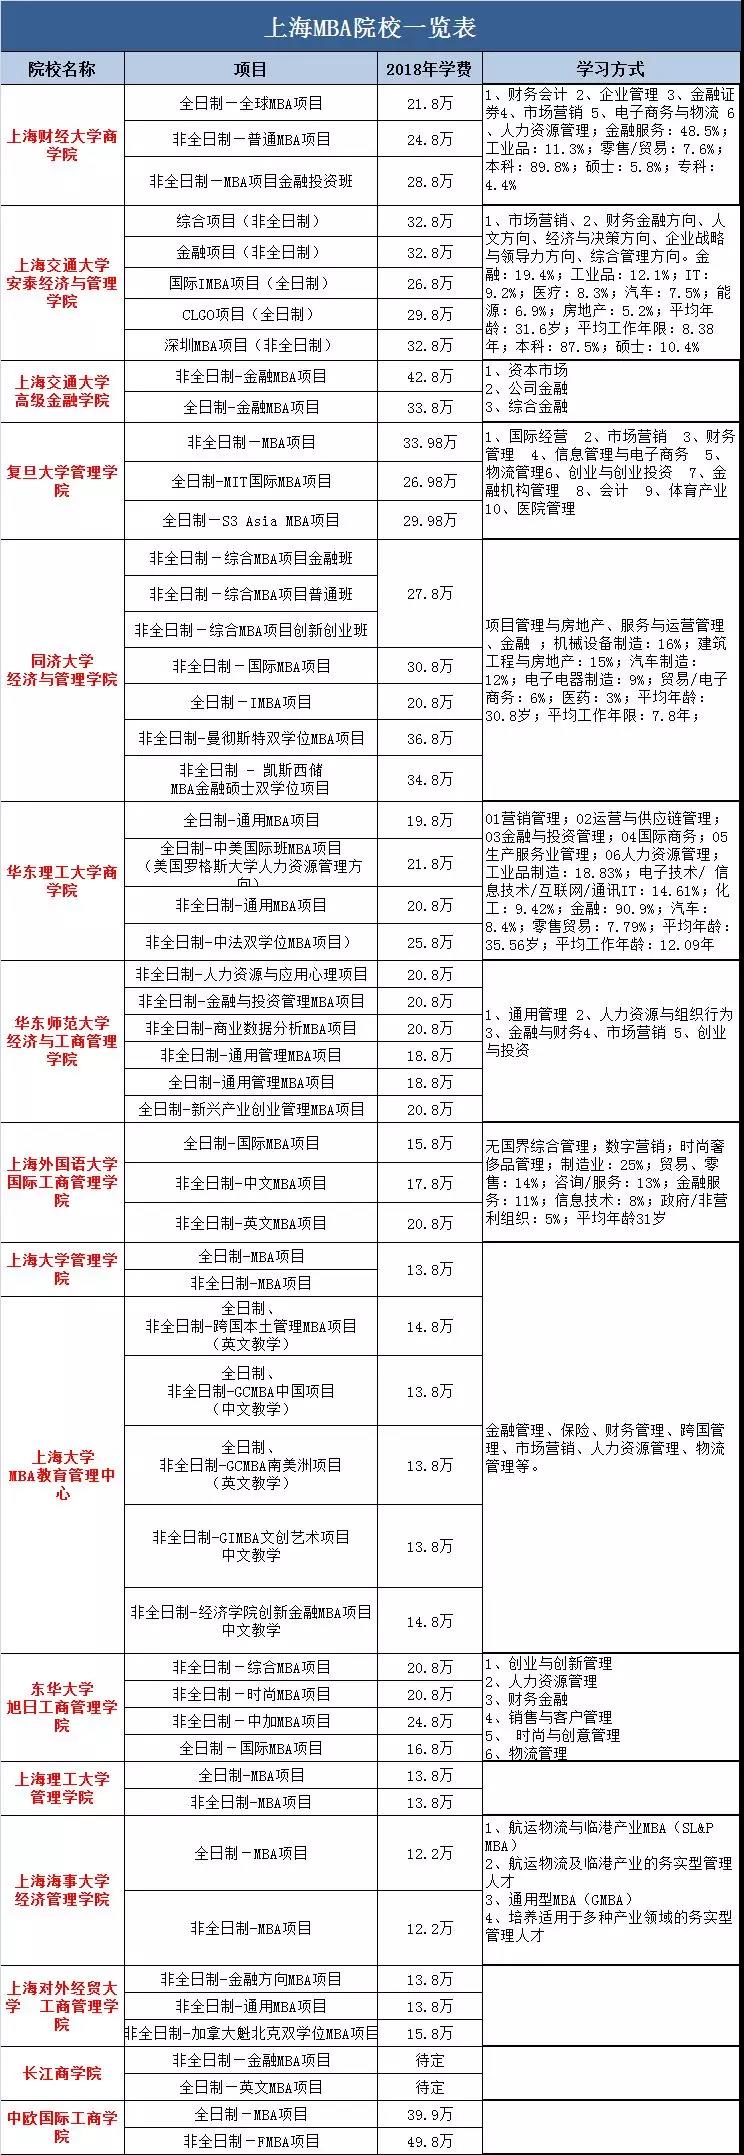 上海MBA院校一览表
院校名称
项目
2018年学费
学习方式
上海财经大学商
学院
全日制－全球MBA项目
21.8万
非全日制－普通MBA项目
24.8万
非全日制－MBA项目金融投资班
28.8万
1、财务会计 2、企业管理 3、金融证
券4、市场营销 5、电子商务与物流 6
、人力资源管理；金融服务：48.5%；
工业品：11.3%；零售/贸易：7.6%；
本科：89.8%；硕士：5.8%；专科：
4.4%
上海交通大学
安泰经济与管理
学院
综合项目（非全日制）
32.8万
金融项目（非全日制）
32.8万
国际IMBA项目（全日制）
26.8万
CLGO项目（全日制）
29.8万
深圳MBA项目（非全日制）
32.8万
1、市场营销、2、财务金融方向、人
文方向、经济与决策方向、企业战略
与领导力方向、综合管理方向。金
融：19.4%；工业品：12.1%；IT：
9.2%；医疗：8.3%；汽车：7.5%；能
源：6.9%；房地产：5.2%；平均年
龄：31.6岁；平均工作年限：8.38
年；本科：87.5%；硕士：10.4%
上海交通大学
高级金融学院
非全日制-金融MBA项目
42.8万
全日制-金融MBA项目
33.8万
1、资本市场
2、公司金融
3、综合金融
复旦大学管理学
院
非全日制－MBA项目
33.98万
全日制-MIT国际MBA项目
26.98万
全日制－S3 Asia MBA项目
29.98万
1、国际经营  2、市场营销  3、财务
管理  4、信息管理与电子商务  5、
物流管理6、创业与创业投资  7、金
融机构管理  8、会计  9、体育产业
10、医院管理
同济大学
经济与管理学院
非全日制－综合MBA项目金融班
非全日制－综合MBA项目普通班
27.8万
非全日制－综合MBA项目创新创业班
非全日制－国际MBA项目
30.8万
全日制－IMBA项目
20.8万
非全日制-曼彻斯特双学位MBA项目
36.8万
非全日制 － 凯斯西储
MBA金融硕士双学位项目
34.8万
项目管理与房地产、服务与运营管理
、金融 ；机械设备制造：16%；建筑
工程与房地产：15%；汽车制造：
12%；电子电器制造：9%；贸易/电子
商务：6%；医药：3%；平均年龄：
30.8岁；平均工作年限：7.8年；
华东理工大学商
学院
全日制-通用MBA项目
19.8万
全日制-中美国际班MBA项目
（美国罗格斯大学人力资源管理方
向）
21.8万
非全日制-通用MBA项目
20.8万
非全日制-中法双学位MBA项目）
25.8万
01营销管理；02运营与供应链管理；
03金融与投资管理；04国际商务；05
生产服务业管理；06人力资源管理；
工业品制造：18.83%；电子技术/ 信
息技术/互联网/通讯IT：14.61%；化
工：9.42%；金融：90.9%；汽车：
8.4%；零售贸易：7.79%；平均年龄：
35.56岁；平均工作年龄：12.09年
华东师范大学
经济与工商管理
学院
非全日制-人力资源与应用心理项目
20.8万
非全日制-金融与投资管理MBA项目
20.8万
非全日制-商业数据分析MBA项目
20.8万
非全日制-通用管理MBA项目
18.8万
全日制-通用管理MBA项目
18.8万
全日制-新兴产业创业管理MBA项目
20.8万
1、通用管理 2、人力资源与组织行为
3、金融与财务4、市场营销 5、创业
与投资
上海外国语大学
国际工商管理学
院
全日制-国际MBA项目
15.8万
非全日制-中文MBA项目
17.8万
非全日制-英文MBA项目
20.8万
无国界综合管理；数字营销；时尚奢
侈品管理；制造业：25%；贸易、零
售：14%；咨询/服务：13%；金融服
务：11%；信息技术：8%；政府/非营
利组织：5%；平均年龄31岁
上海大学管理学
院
全日制-MBA项目
非全日制-MBA项目
13.8万
上海大学
MBA教育管理中
心
全日制、
非全日制-跨国本土管理MBA项目
（英文教学）
14.8万
全日制、
非全日制-GCMBA中国项目
（中文教学）
13.8万
全日制、
非全日制-GCMBA南美洲项目
（英文教学）
13.8万
非全日制-GIMBA文创艺术项目
中文教学
13.8万
非全日制-经济学院创新金融MBA项目
中文教学
14.8万
金融管理、保险、财务管理、跨国管
理、市场营销、人力资源管理、物流
管理等。
东华大学
旭日工商管理学
院
非全日制－综合MBA项目
20.8万
非全日制－时尚MBA项目
20.8万
非全日制－中加MBA项目
24.8万
全日制－国际MBA项目
16.8万
1、创业与创新管理
2、人力资源管理
3、财务金融
4、销售与客户管理
5、 时尚与创意管理
6、物流管理
上海理工大学
管理学院
全日制-MBA项目
13.8万
非全日制-MBA项目
13.8万
上海海事大学
经济管理学院
全日制－MBA项目
12.2万
非全日制-MBA项目
12.2万
1、航运物流与临港产业MBA（SL&P
MBA）
2、航运物流及临港产业的务实型管理
人才
3、通用型MBA（GMBA）
4、培养适用于多种产业领域的务实型
管理人才
上海对外经贸大
学  工商管理学
院
非全日制-金融方向MBA项目
13.8万
非全日制-通用MBA项目
13.8万
非全日制-加拿大魁北克双学位MBA项目
15.8万
长江商学院
非全日制－金融MBA项目
待定
全日制－英文MBA项目
待定
中欧国际工商学
院
全日制－MBA项目
39.9万
非全日制－FMBA项目
49.8万